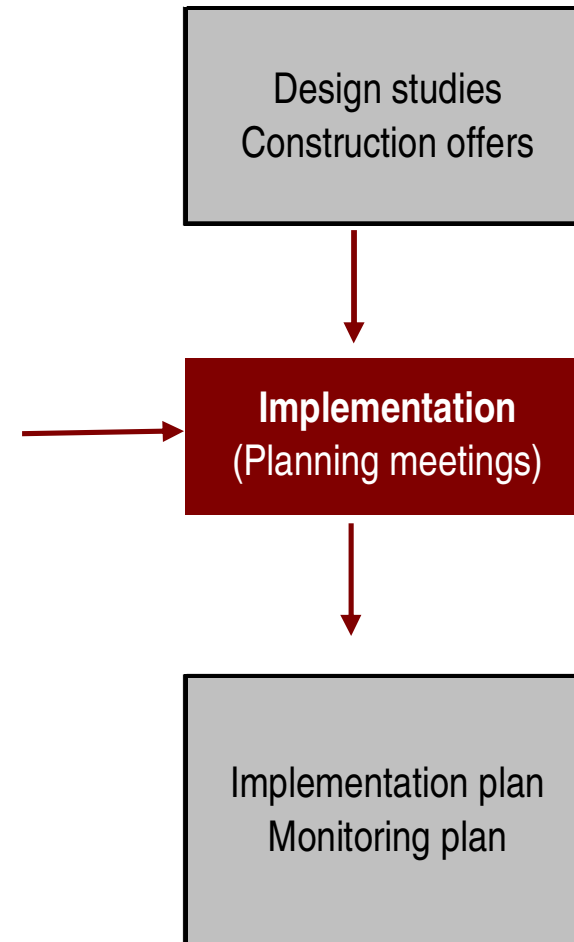 Design studies
Construction offers
Implementation
(Planning meetings)
Implementation plan
Monitoring plan